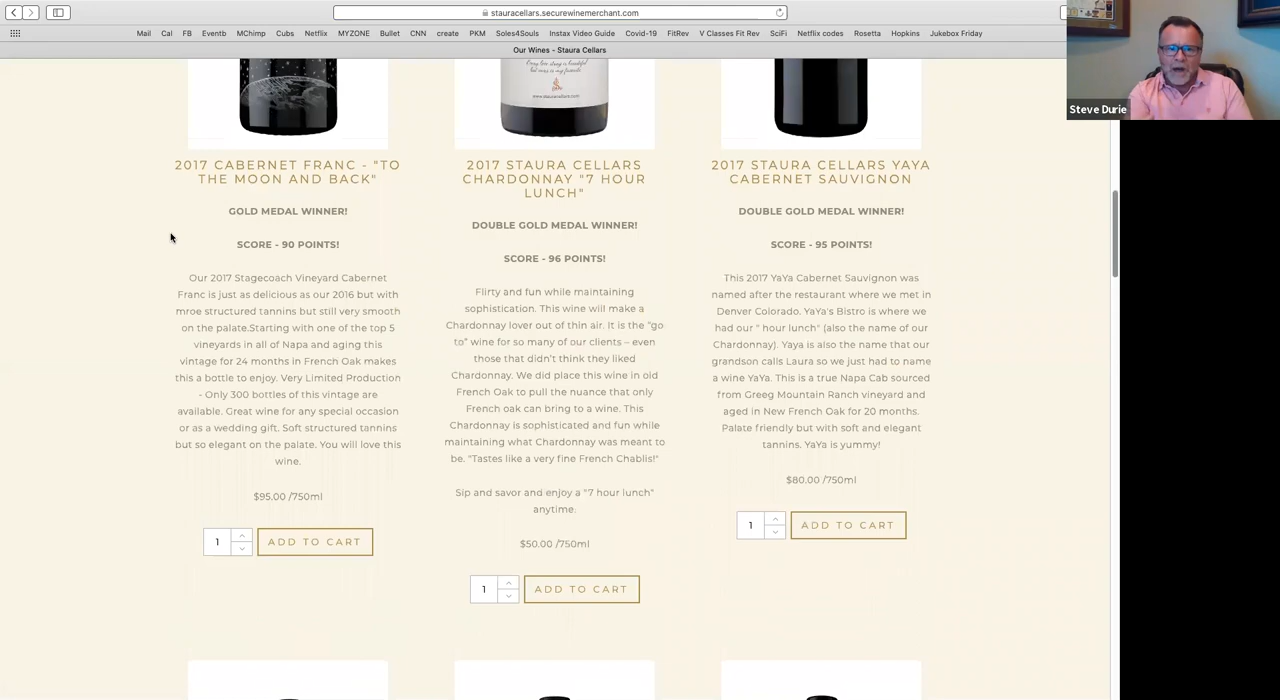 stauracellars.securewinemerchant.com
Mail Cal FB Eventb MChimp Cubs Netflix MYZONE Bullet CNN create PKM Soles4Souls Instax Video Guide Covid-19 FitRev V Classes Fit Rev SciFi Netflix codes Rosetta Hopkins Jukebox Friday
Our Wines - Staura Cellars
Steve Durie
www.stauracellars.com
2017 CABERNET FRANC - "TO
THE MOON AND BACK"
GOLD MEDAL WINNER!
SCORE - 90 POINTS!
Our 2017 Stagecoach Vineyard Cabernet
Franc is just as delicious as our 2016 but with
mroe structured tannins but still very smooth
on the palate.Starting with one of the top 5
vineyards in all of Napa and aging this
vintage for 24 months in French Oak makes
this a bottle to enjoy. Very Limited Production
- Only 300 bottles of this vintage are
available. Great wine for any special occasion
or as a wedding gift. Soft structured tannins
but so elegant on the palate. You will love this
wine.
$95.00 /750ml
1
ADD TO CART
2017 STAURA CELLARS
CHARDONNAY "7 HOUR
LUNCH"
DOUBLE GOLD MEDAL WINNER!
SCORE - 96 POINTS!
Flirty and fun while maintaining
sophistication. This wine will make a
Chardonnay lover out of thin air. It is the "go
to" wine for so many of our clients – even
those that didn't think they liked
Chardonnay. We did place this wine in old
French Oak to pull the nuance that only
French oak can bring to a wine. This
Chardonnay is sophisticated and fun while
maintaining what Chardonnay was meant to
be. "Tastes like a very fine French Chablis!"
Sip and savor and enjoy a "7 hour lunch"
anytime.
$50.00 /750ml
1
ADD TO CART
2017 STAURA CELLARS YAYA
CABERNET SAUVIGNON
DOUBLE GOLD MEDAL WINNER!
SCORE - 95 POINTS!
This 2017 YaYa Cabernet Sauvignon was
named after the restaurant where we met in
Denver Colorado. YaYa's Bistro is where we
had our " hour lunch" (also the name of our
Chardonnay). Yaya is also the name that our
grandson calls Laura so we just had to name
a wine YaYa. This is a true Napa Cab sourced
from Greeg Mountain Ranch vineyard and
aged in New French Oak for 20 months.
Palate friendly but with soft and elegant
tannins. YaYa is yummy!
$80.00 /750ml
1
ADD TO CART